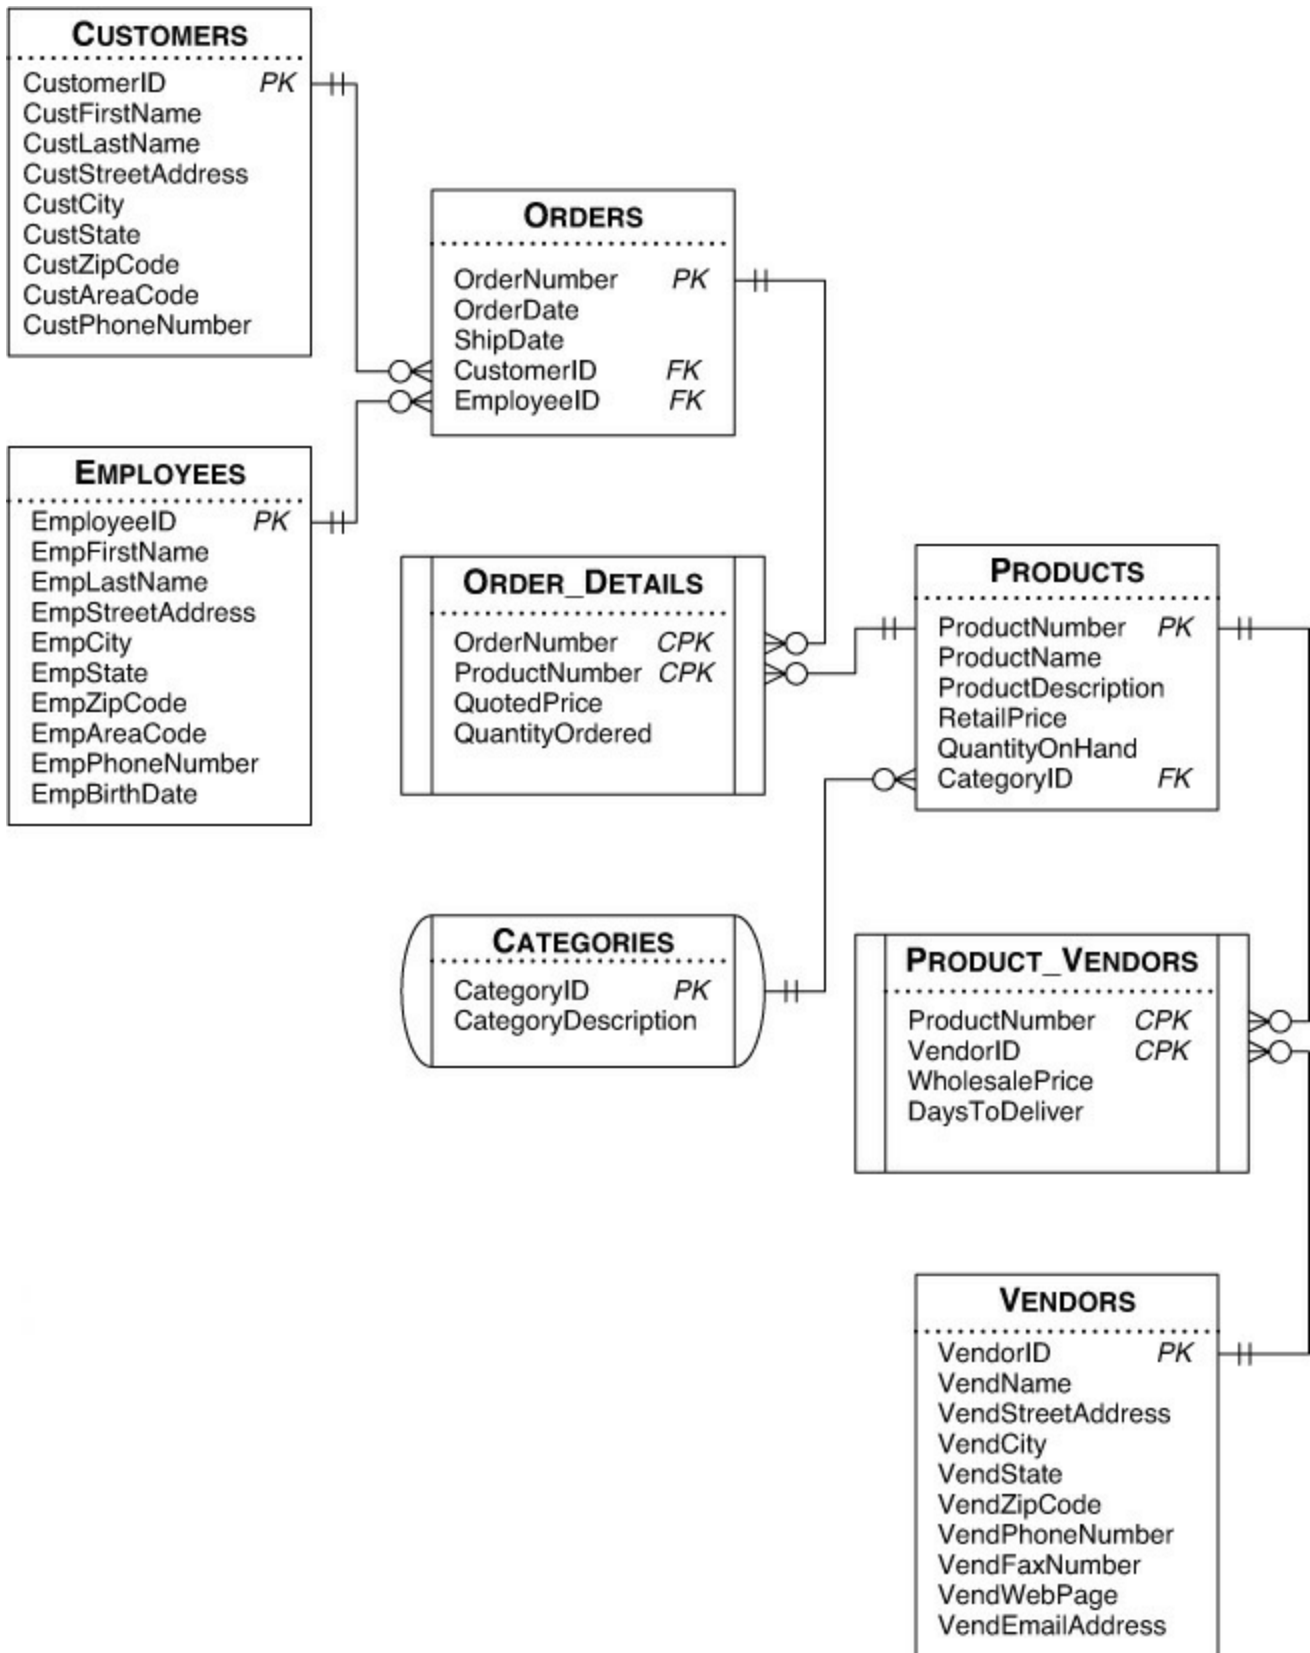 CUSTOMERS
CustomerID PK
CustFirstName
CustLastName
CustStreetAddress
CustCity
CustState
CustZipCode
CustAreaCode
CustPhoneNumber
ORDERS
OrderNumber PK
OrderDate
ShipDate
CustomerID FK
EmployeeID FK
EMPLOYEES
EmployeeID PK
EmpFirstName
EmpLastName
EmpStreetAddress
EmpCity
EmpState
EmpZipCode
EmpAreaCode
EmpPhoneNumber
EmpBirthDate
ORDER_DETAILS
OrderNumber CPK
ProductNumber CPK
QuotedPrice
QuantityOrdered
PRODUCTS
ProductNumber PK
ProductName
ProductDescription
RetailPrice
QuantityOnHand
CategoryID FK
CATEGORIES
CategoryID PK
CategoryDescription
PRODUCT_VENDORS
ProductNumber CPK
VendorID CPK
WholesalePrice
DaysToDeliver
VENDORS
VendorID PK
VendName
VendStreetAddress
VendCity
VendState
VendZipCode
VendPhoneNumber
VendFaxNumber
VendWebPage
VendEmailAddress